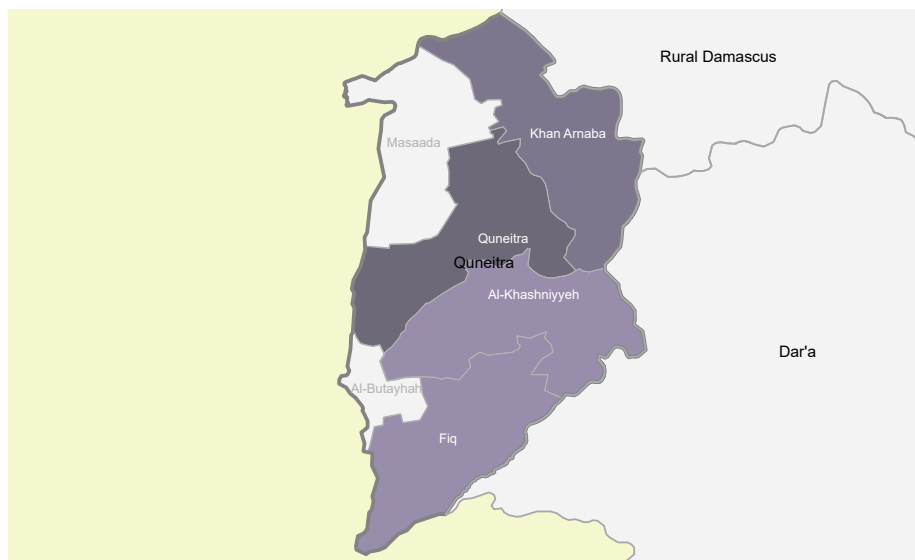 Rural Damascus
Khan Arnaba
Masaada
Quneitra
Quneitra
Al-Khashniyyeh
Dar'a
Al-Butayhah
Fiq